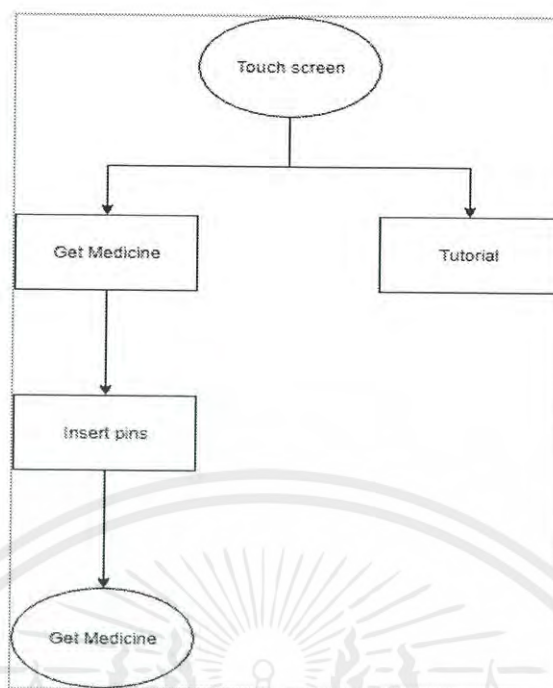 Touch screen
Get Medicine
Tutorial
Insert pins
Get Medicine